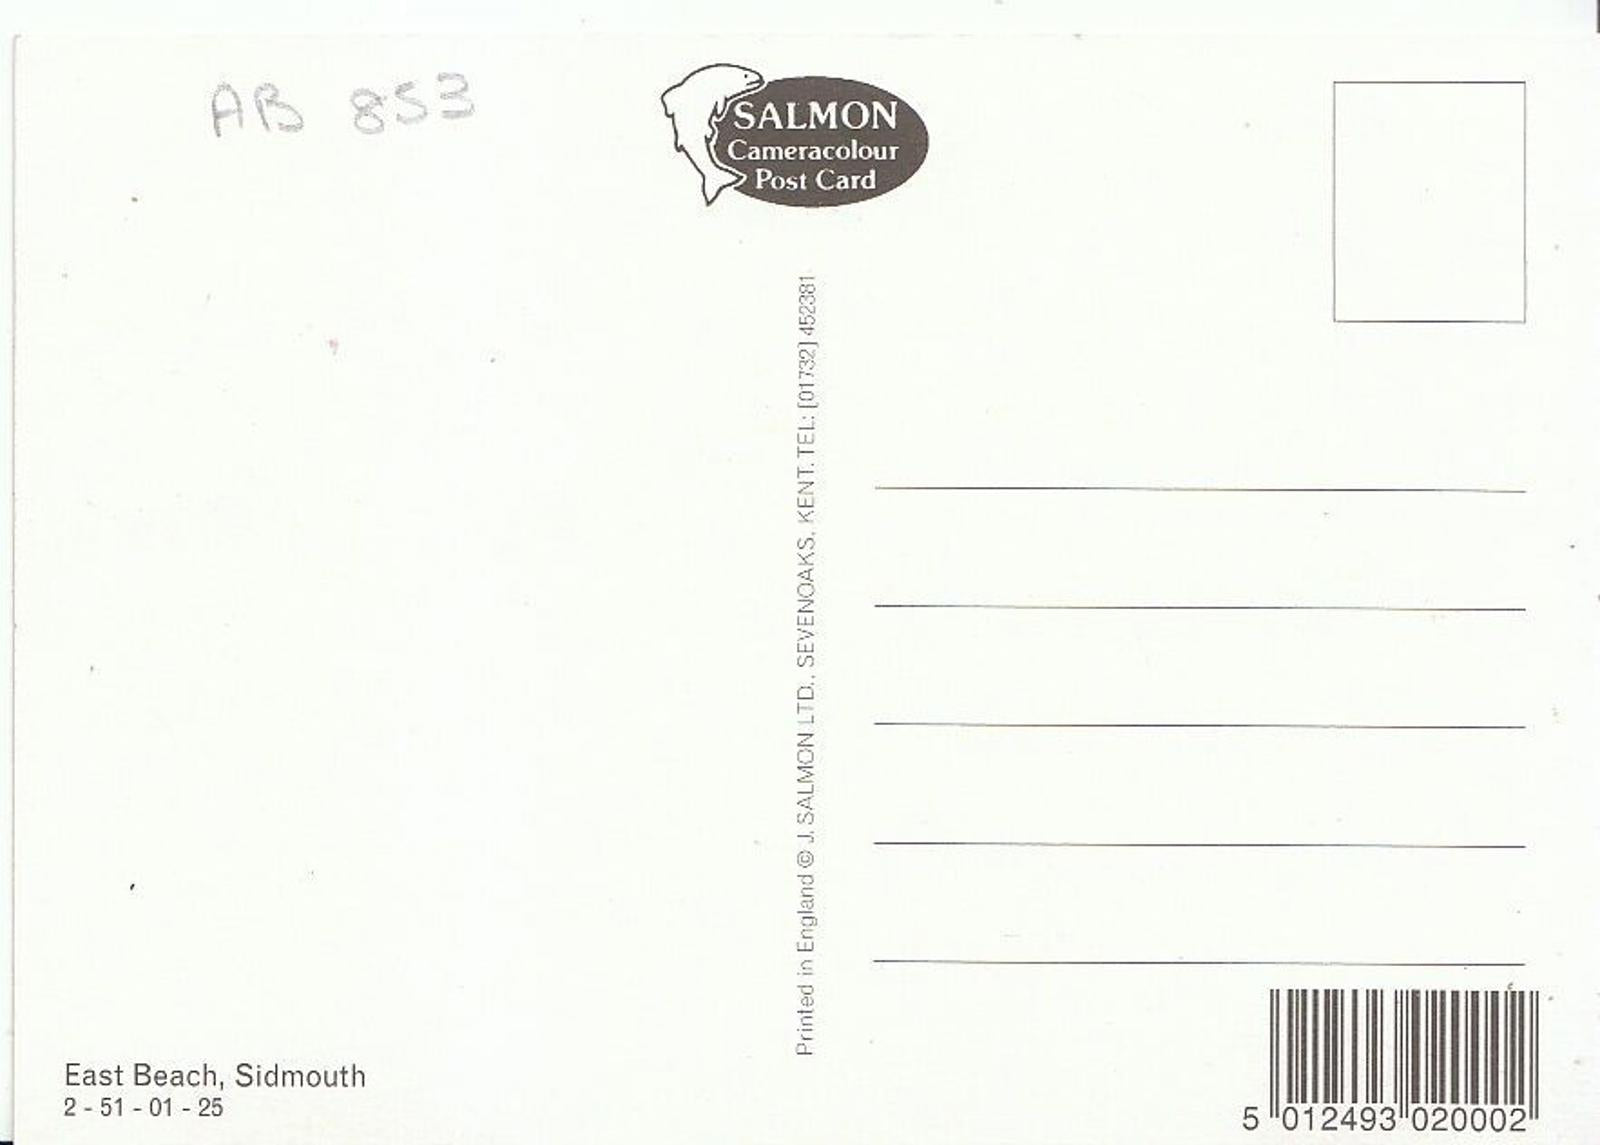 AB 853
SALMON
Cameracolour
Post Card
Printed in England © J. SALMON LTD., SEVENOAKS, KENT. TEL: [01732] 452381
East Beach, Sidmouth
2 - 51 - 01 - 25
5 012493 020002